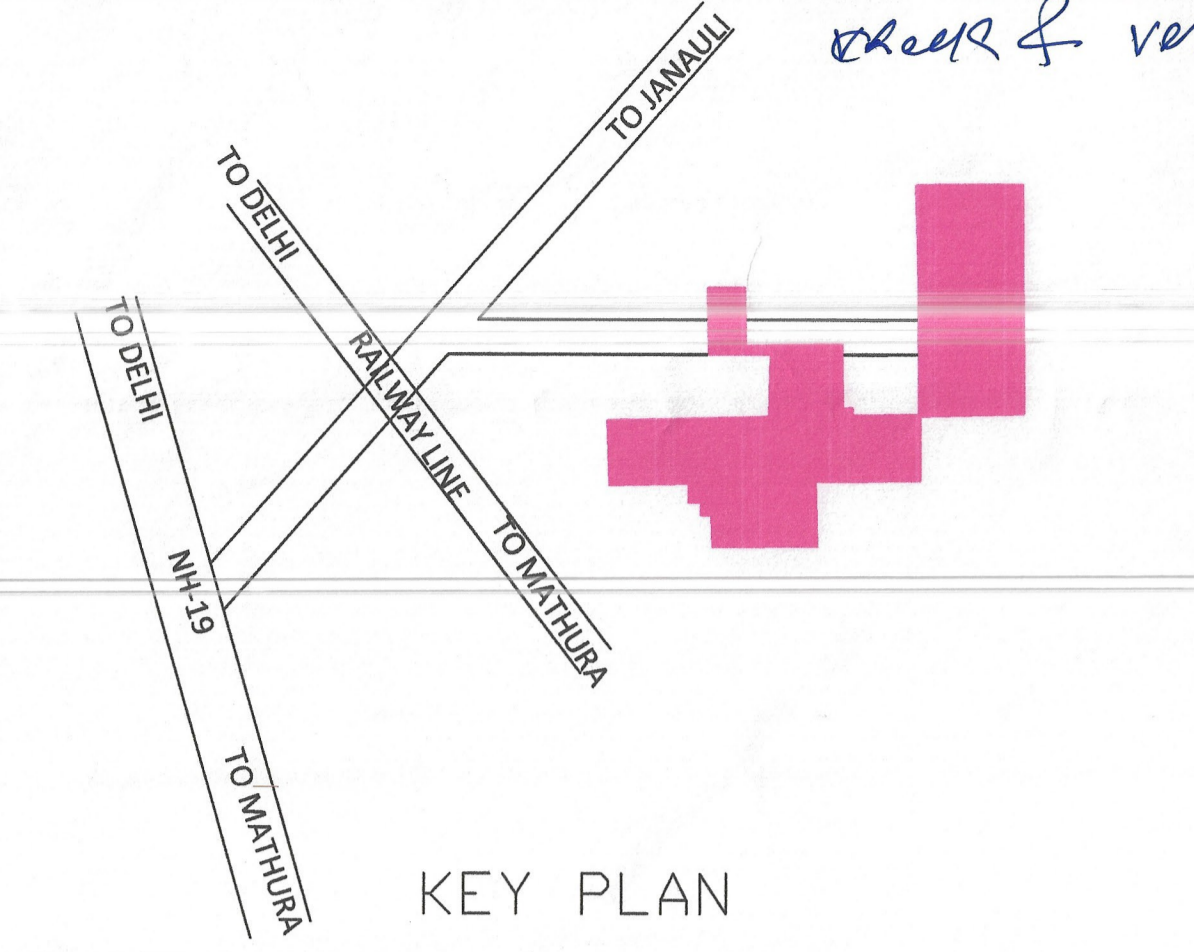 &
TO JANAULI
TO DELHI
RAILWAY LINE
TO MATHURA
TO DELHI
NH-19
TO MATHURA
KEY PLAN